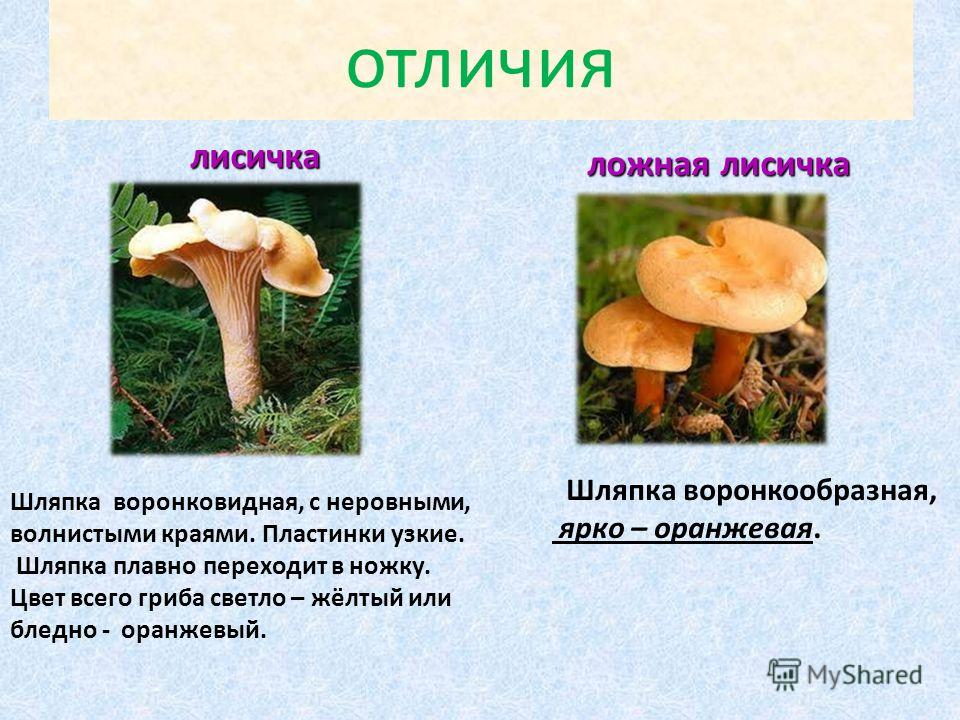 отличия
лисичка
ложная лисичка
Шляпка воронковидная, с неровными,
волнистыми краями. Пластинки узкие.
Шляпка плавно переходит в ножку.
Цвет всего гриба светло – жёлтый или
бледно - оранжевый.
Шляпка воронкообразная,
ярко – оранжевая.
MyShared